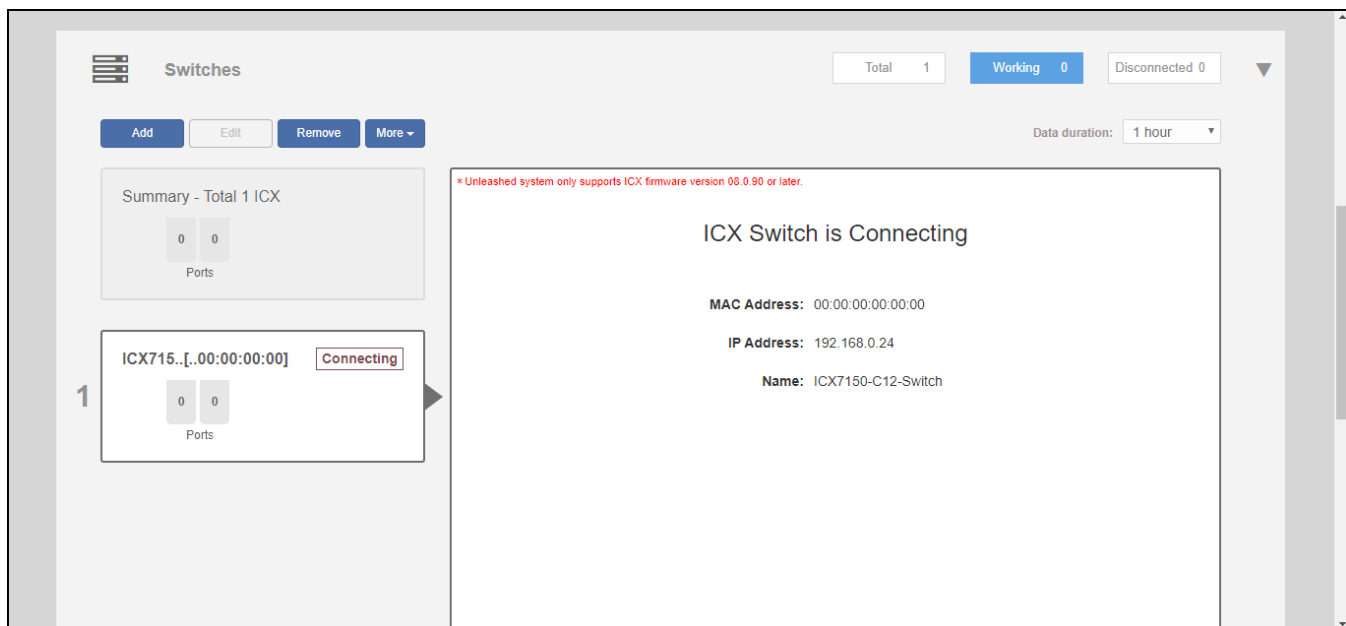 Switches
Total 1
Working 0
Disconnected 0
Add
Edit
Remove
More
Data duration: 1 hour
Summary - Total 1 ICX
0 0
Ports
1
ICX715..[..00:00:00:00]
Connecting
0 0
Ports
* Unleashed system only supports ICX firmware version 08.0.90 or later.
ICX Switch is Connecting
MAC Address: 00:00:00:00:00:00
IP Address: 192.168.0.24
Name: ICX7150-C12-Switch